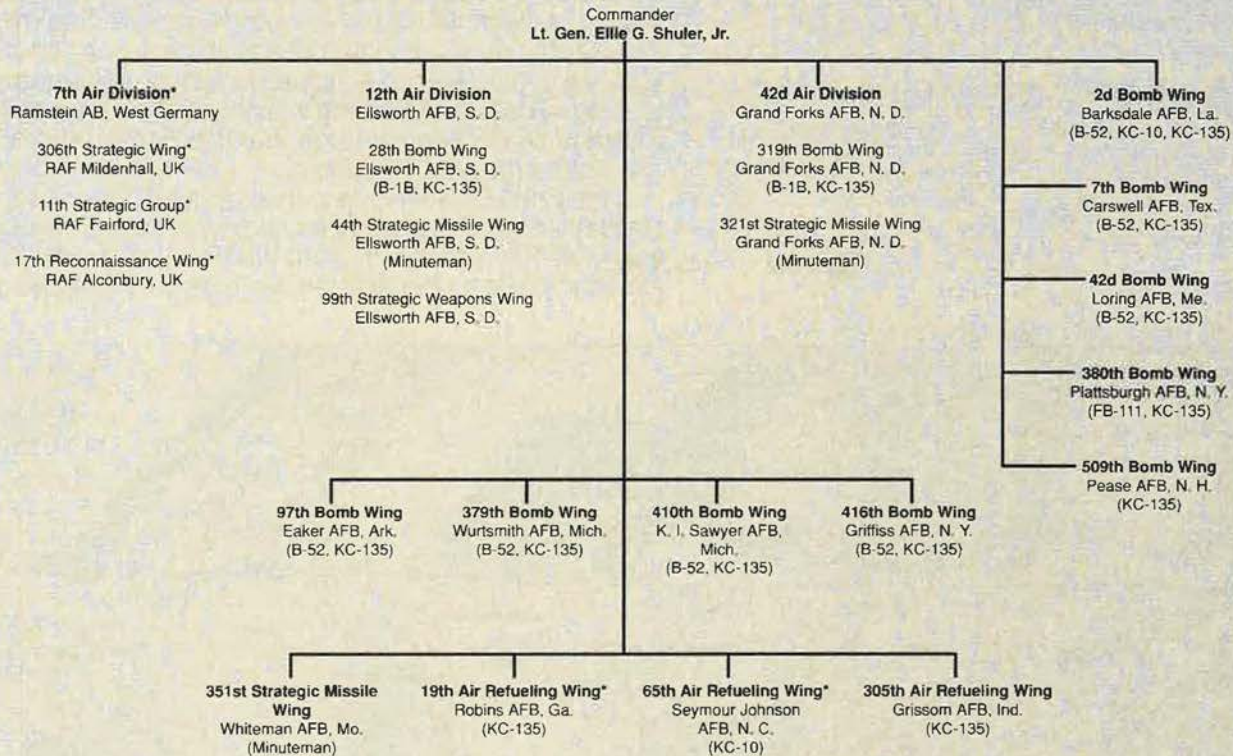 Commander
Lt. Gen. Ellie G. Shuler, Jr.
7th Air Division*
Ramstein AB, West Germany
306th Strategic Wing*
RAF Mildenhall, UK
11th Strategic Group*
RAF Fairford, UK
17th Reconnaissance Wing*
RAF Alconbury, UK
12th Air Division
Ellsworth AFB, S. D.
28th Bomb Wing
Ellsworth AFB, S. D.
(B-1B, KC-135)
44th Strategic Missile Wing
Ellsworth AFB, S. D.
(Minuteman)
99th Strategic Weapons Wing
Ellsworth AFB, S. D.
42d Air Division
Grand Forks AFB, N. D.
319th Bomb Wing
Grand Forks AFB, N. D.
(B-1B, KC-135)
321st Strategic Missile Wing
Grand Forks AFB, N. D.
(Minuteman)
2d Bomb Wing
Barksdale AFB, La.
(B-52, KC-10, KC-135)
7th Bomb Wing
Carswell AFB, Tex.
(B-52, KC-135)
42d Bomb Wing
Loring AFB, Me.
(B-52, KC-135)
380th Bomb Wing
Plattsburgh AFB, N. Y.
(FB-111, KC-135)
509th Bomb Wing
Pease AFB, N. H.
(KC-135)
97th Bomb Wing
Eaker AFB, Ark.
(B-52, KC-135)
379th Bomb Wing
Wurtsmith AFB, Mich.
(B-52, KC-135)
410th Bomb Wing
K. I. Sawyer AFB,
Mich.
(B-52, KC-135)
416th Bomb Wing
Griffiss AFB, N. Y.
(B-52, KC-135)
351st Strategic Missile
Wing
Whiteman AFB, Mo.
(Minuteman)
19th Air Refueling Wing*
Robins AFB, Ga.
(KC-135)
65th Air Refueling Wing*
Seymour Johnson
AFB, N. C.
(KC-10)
305th Air Refueling Wing
Grissom AFB, Ind.
(KC-135)